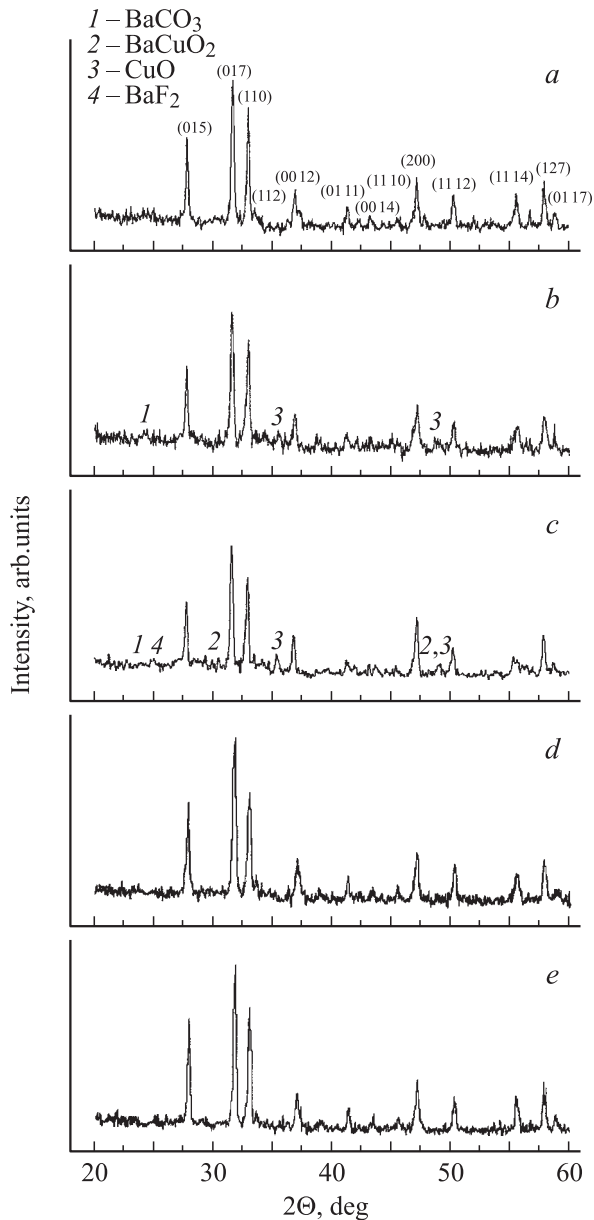 1 – BaCO3
2 – BaCuO2
3 – CuO
4 – BaF2
a
(015)
(017)
(110)
(112)
(00 12)
(01 11)
(00 14)
(11 10)
(200)
(11 12)
(11 14)
(127)
(01 17)
b
1
3
3
c
1 4
2
3
2,3
d
e
Intensity, arb.units
20 30 40 50 60
2Θ, deg